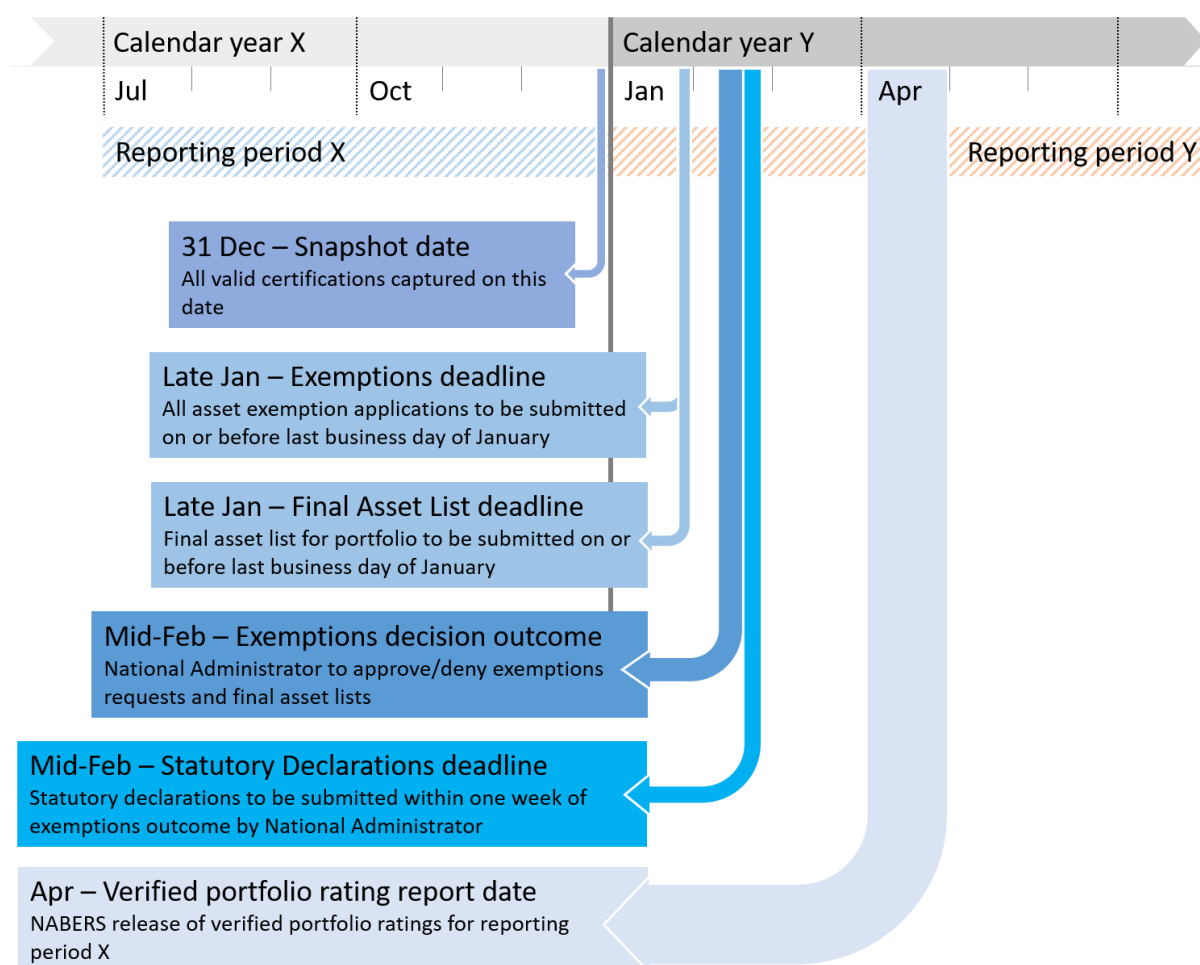 Calendar year X
Calendar year Y
Jul
Oct
Jan
Apr
Reporting period X
Reporting period Y
31 Dec – Snapshot date
All valid certifications captured on this
date
Late Jan – Exemptions deadline
All asset exemption applications to be submitted
on or before last business day of January
Late Jan – Final Asset List deadline
Final asset list for portfolio to be submitted on or
before last business day of January
Mid-Feb – Exemptions decision outcome
National Administrator to approve/deny exemptions
requests and final asset lists
Mid-Feb – Statutory Declarations deadline
Statutory declarations to be submitted within one week of
exemptions outcome by National Administrator
Apr – Verified portfolio rating report date
NABERS release of verified portfolio ratings for reporting
period X